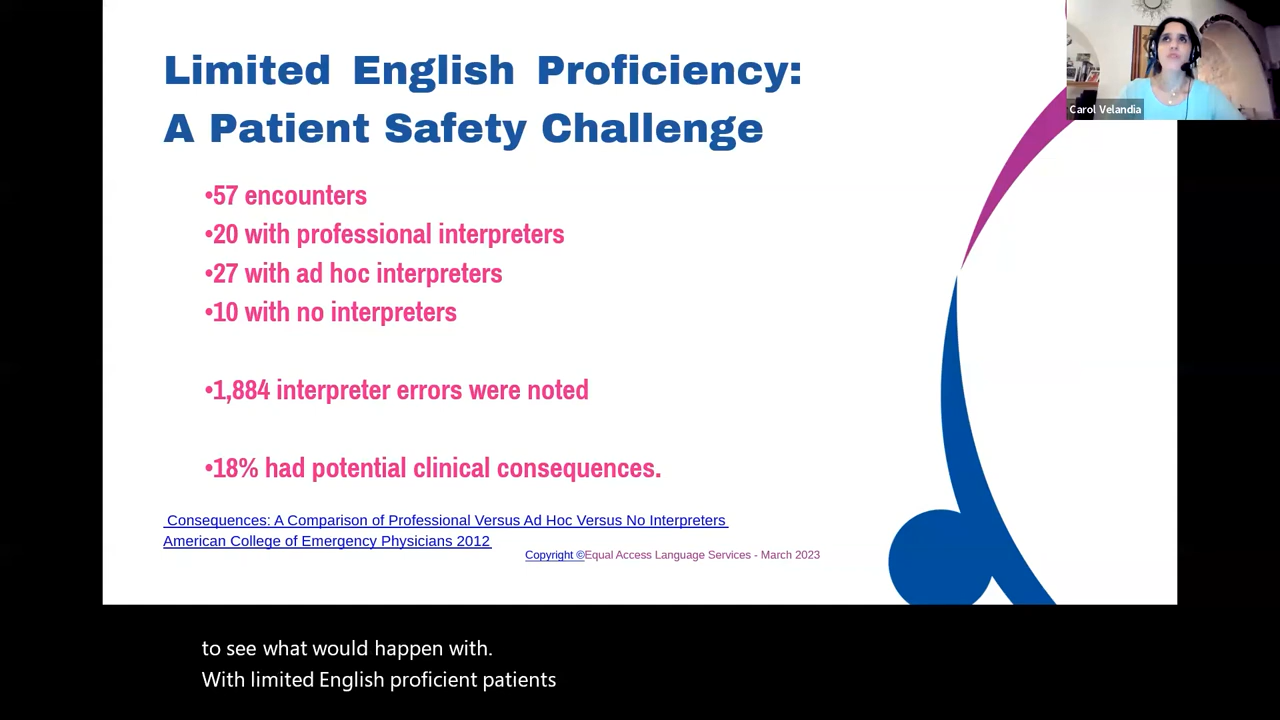 Limited English Proficiency:
A Patient Safety Challenge
•57 encounters
•20 with professional interpreters
•27 with ad hoc interpreters
•10 with no interpreters
•1,884 interpreter errors were noted
•18% had potential clinical consequences.
Consequences: A Comparison of Professional Versus Ad Hoc Versus No Interpreters
American College of Emergency Physicians 2012
Copyright ©Equal Access Language Services - March 2023
Carol Velandia
to see what would happen with.
With limited English proficient patients